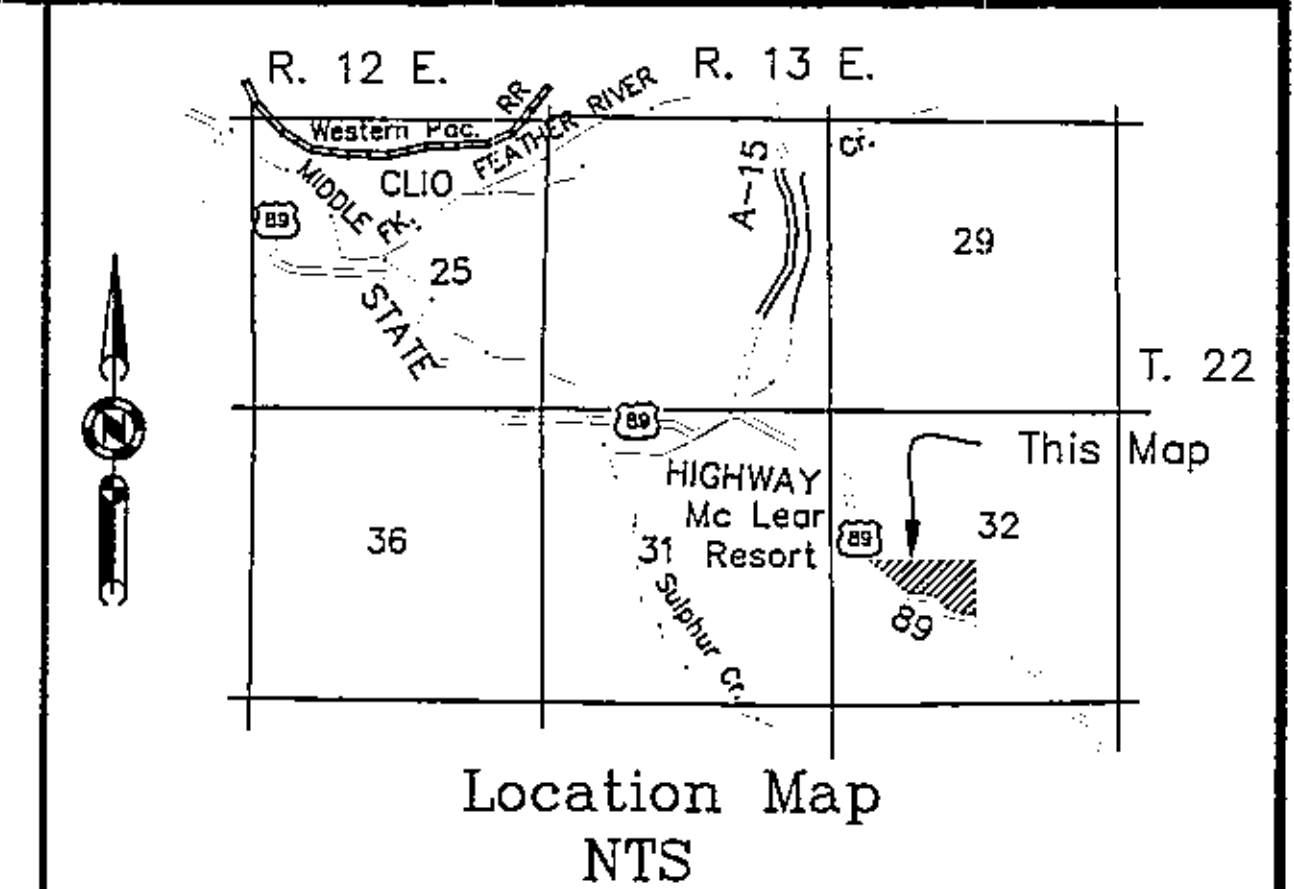 R. 12 E.
R. 13 E.
Western Pac. RR
FEATHER RIVER
MIDDLE FK.
CLIO
A-15
Cr.
89
25
29
STATE
T. 22
89
HIGHWAY
This Map
Mc Lear
Resort
36
31
89
32
Sulphur Cr.
89
N
Location Map
NTS